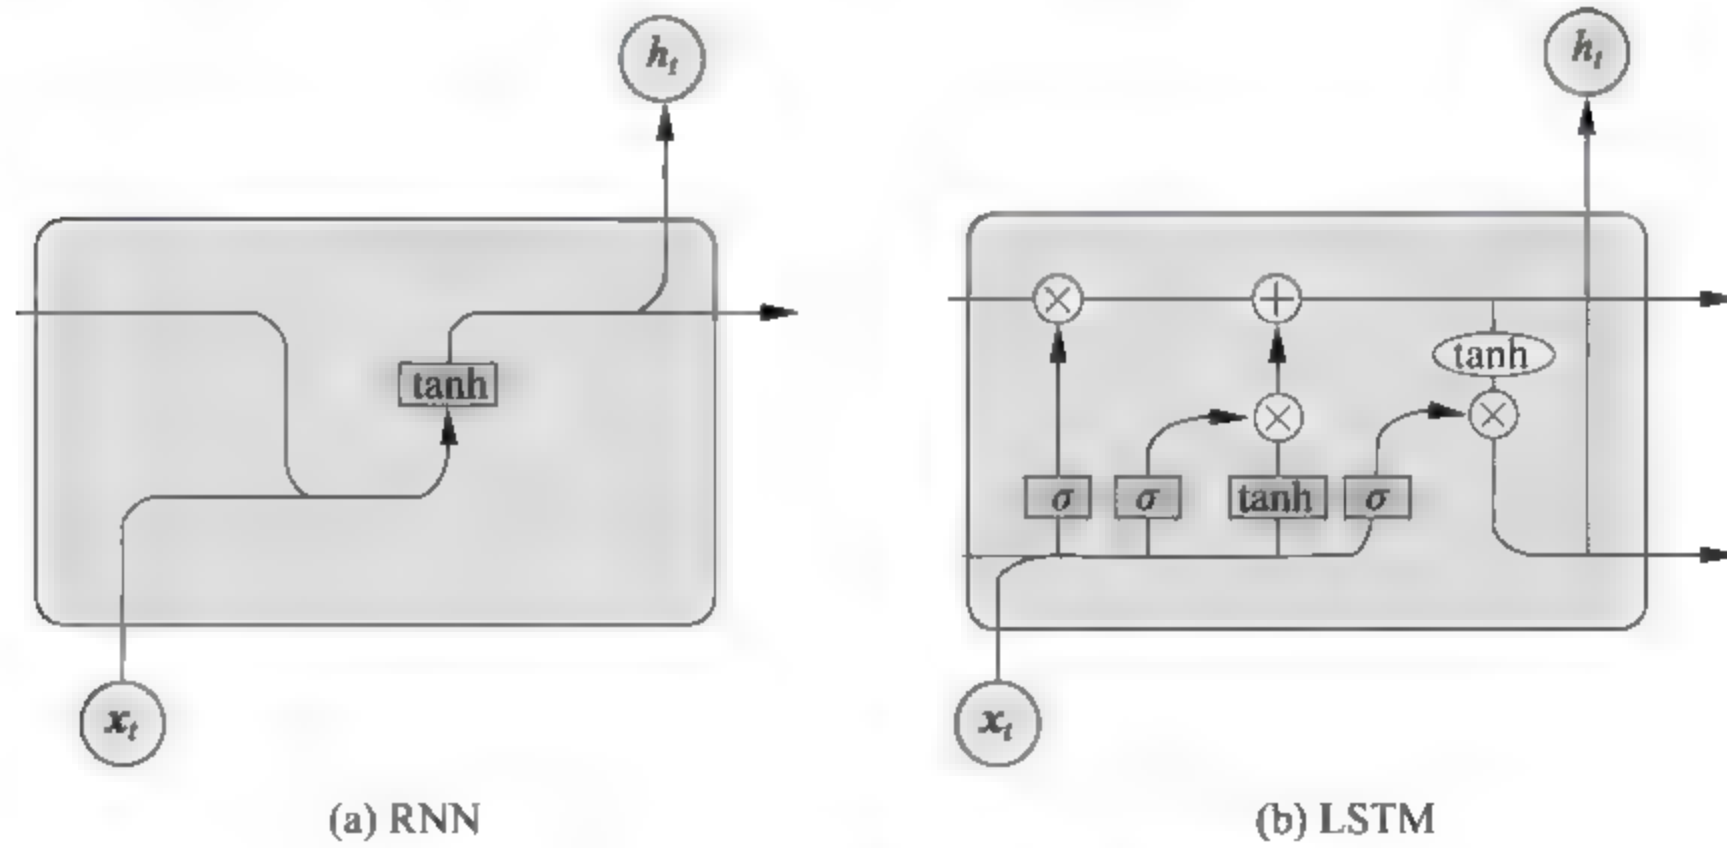 h_t
h_t
×
+
tanh
tanh
×
×
σ
σ
tanh
σ
x_t
x_t
(a) RNN
(b) LSTM